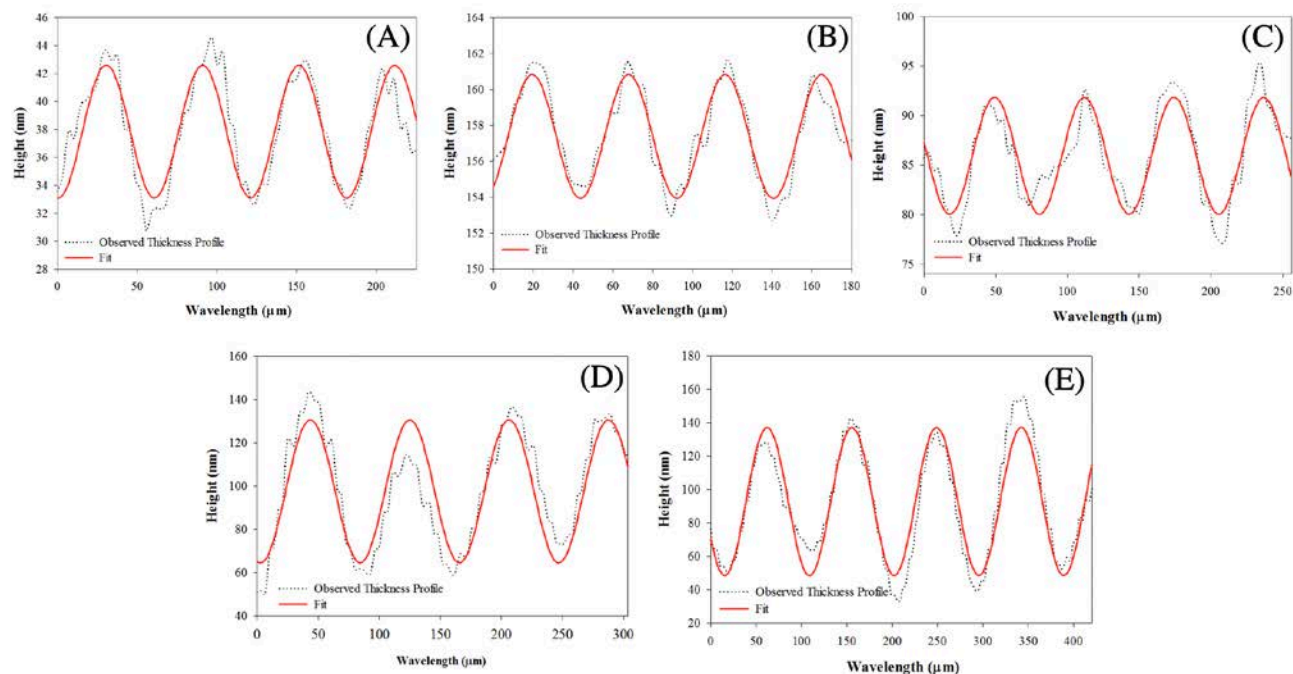 (A)
46
44
42
40
38
36
34
32
30
28
Height (nm)
Observed Thickness Profile
Fit
0 50 100 150 200
Wavelength (μm)
(B)
164
162
160
158
156
154
152
150
Height (nm)
Observed Thickness Profile
Fit
0 20 40 60 80 100 120 140 160 180
Wavelength (μm)
(C)
100
95
90
85
80
75
Height (nm)
Observed Thickness Profile
Fit
0 50 100 150 200 250
Wavelength (μm)
(D)
160
140
120
100
80
60
40
Height (nm)
Observed Thickness Profile
Fit
0 50 100 150 200 250 300
Wavelength (μm)
(E)
180
160
140
120
100
80
60
40
20
Height (nm)
Observed Thickness Profile
Fit
0 50 100 150 200 250 300 350 400
Wavelength (μm)